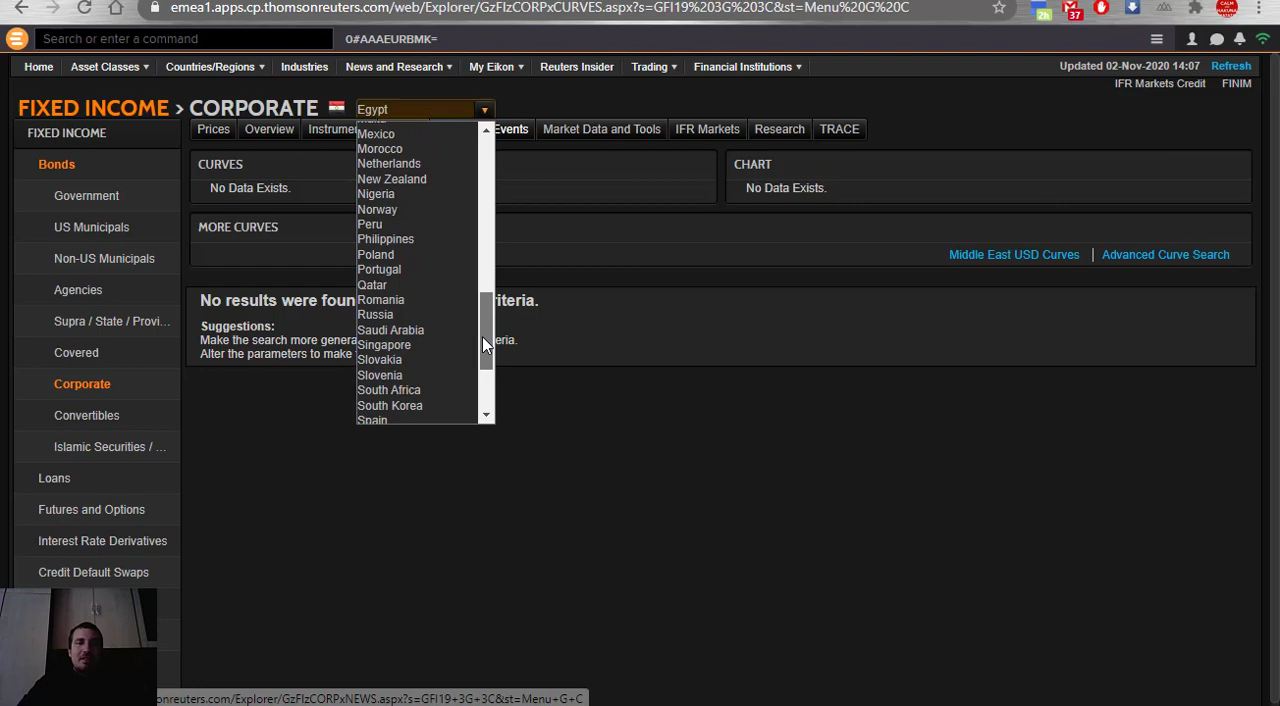 emea1.apps.cp.thomsonreuters.com/web/Explorer/GzFIzCORPxCURVES.aspx?s=GFI19%203G%203C&st=Menu%20G%20C
2h
37
Search or enter a command
0#AAAEURBMK=
Home Asset Classes Countries/Regions Industries News and Research My Eikon Reuters Insider Trading Financial Institutions
Updated 02-Nov-2020 14:07 Refresh
IFR Markets Credit FINIM
FIXED INCOME > CORPORATE Egypt
FIXED INCOME
Prices Overview Events Market Data and Tools IFR Markets Research TRACE
Bonds
Government
US Municipals
Non-US Municipals
Agencies
Supra / State / Provi...
Covered
Corporate
Convertibles
Islamic Securities / ...
Loans
Futures and Options
Interest Rate Derivatives
Credit Default Swaps
CURVES
No Data Exists.
CHART
No Data Exists.
MORE CURVES
Middle East USD Curves | Advanced Curve Search
Mexico
Morocco
Netherlands
New Zealand
Nigeria
Norway
Peru
Philippines
Poland
Portugal
Qatar
Romania
Russia
Saudi Arabia
Singapore
Slovakia
Slovenia
South Africa
South Korea
Spain
No results were
Suggestions:
Make the search more
Alter the parameters to make
onreuters.com/Explorer/GzFIzCORPxNEWS.aspx?s=GFI19+3G+3C&st=Menu+G+C